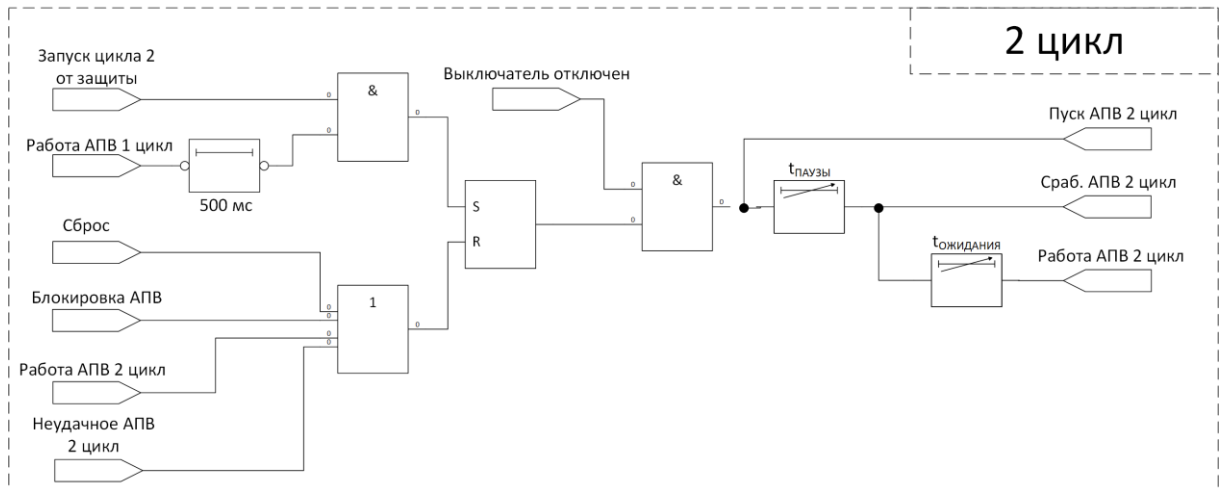 2 цикл
Запуск цикла 2
от защиты
&
Выключатель отключен
Работа АПВ 1 цикл
0
0
0
500 мс
S
R
0
0
&
0
tПАУЗЫ
Пуск АПВ 2 цикл
Сраб. АПВ 2 цикл
tОЖИДАНИЯ
Работа АПВ 2 цикл
Сброс
Блокировка АПВ
1
0
0
0
0
0
Работа АПВ 2 цикл
Неудачное АПВ
2 цикл